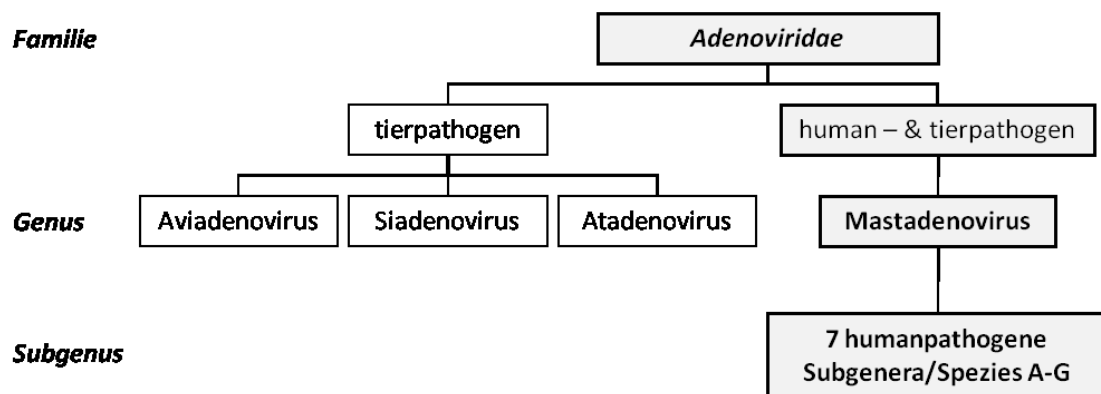 Familie
Adenoviridae
tierpathogen
human – & tierpathogen
Genus
Aviadenovirus
Siadenovirus
Atadenovirus
Mastadenovirus
Subgenus
7 humanpathogene
Subgenera/Spezies A-G